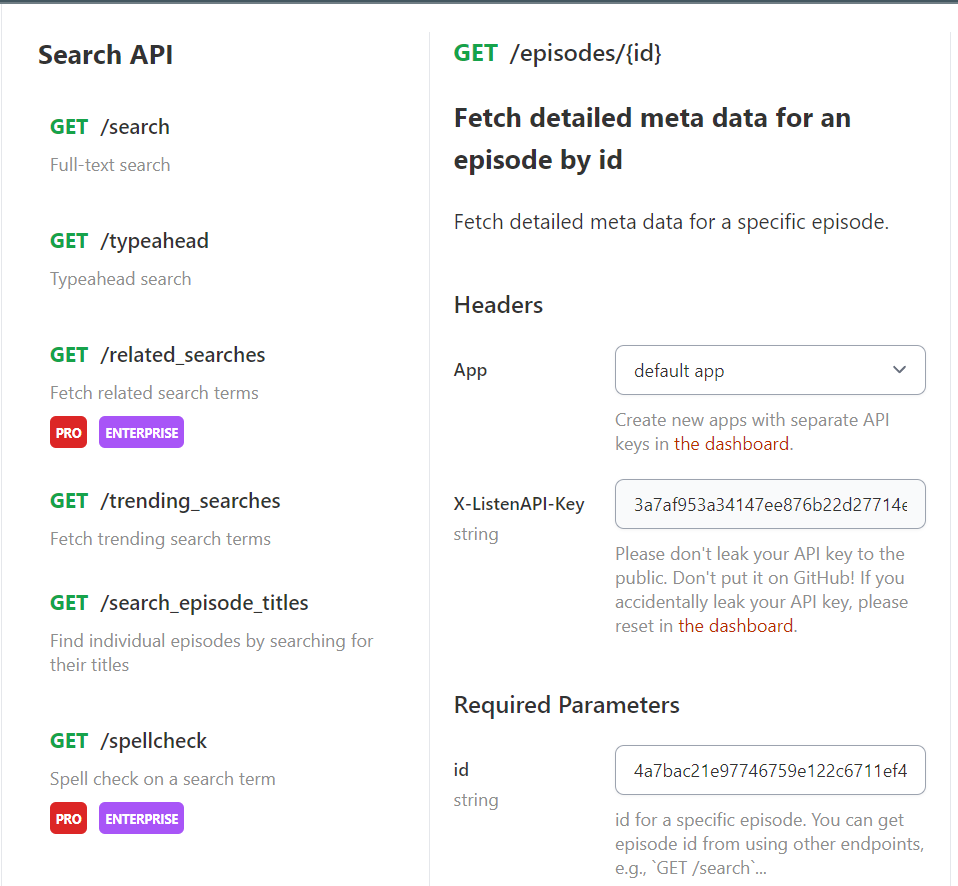 Search API
GET /search
Full-text search
GET /typeahead
Typeahead search
GET /related_searches
Fetch related search terms
PRO ENTERPRISE
GET /trending_searches
Fetch trending search terms
GET /search_episode_titles
Find individual episodes by searching for
their titles
GET /spellcheck
Spell check on a search term
PRO ENTERPRISE
GET /episodes/{id}
Fetch detailed meta data for an
episode by id
Fetch detailed meta data for a specific episode.
Headers
App
default app
Create new apps with separate API
keys in the dashboard.
X-ListenAPI-Key
string
3a7af953a34147ee876b22d27714e
Please don't leak your API key to the
public. Don't put it on GitHub! If you
accidentally leak your API key, please
reset in the dashboard.
Required Parameters
id
string
4a7bac21e97746759e122c6711ef4
id for a specific episode. You can get
episode id from using other endpoints,
e.g., `GET /search`...